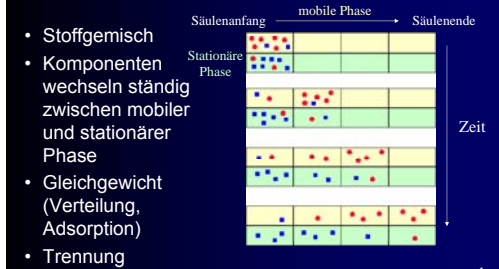 mobile Phase
Säulenanfang
Säulenende
Stationäre
Phase
Zeit
• Stoffgemisch
• Komponenten
wechseln ständig
zwischen mobiler
und stationärer
Phase
• Gleichgewicht
(Verteilung,
Adsorption)
• Trennung